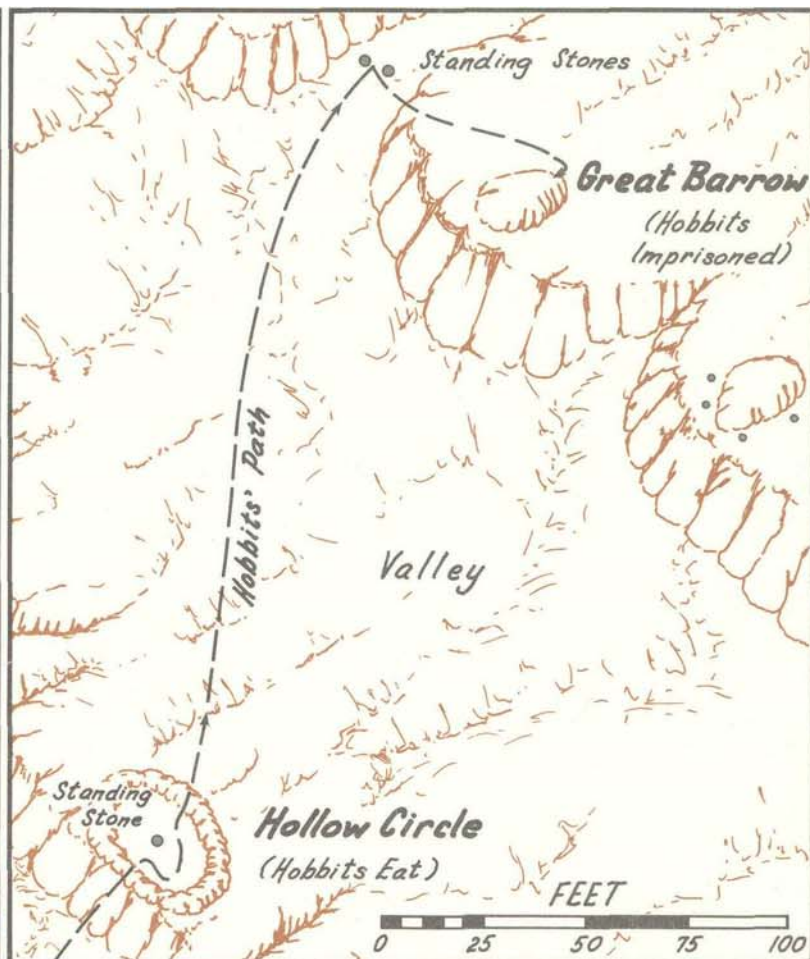 Standing Stones
Great Barrow
(Hobbits
Imprisoned)
Hobbits' Path
Valley
Standing
Stone
Hollow Circle
(Hobbits Eat)
FEET
0 25 50 75 100